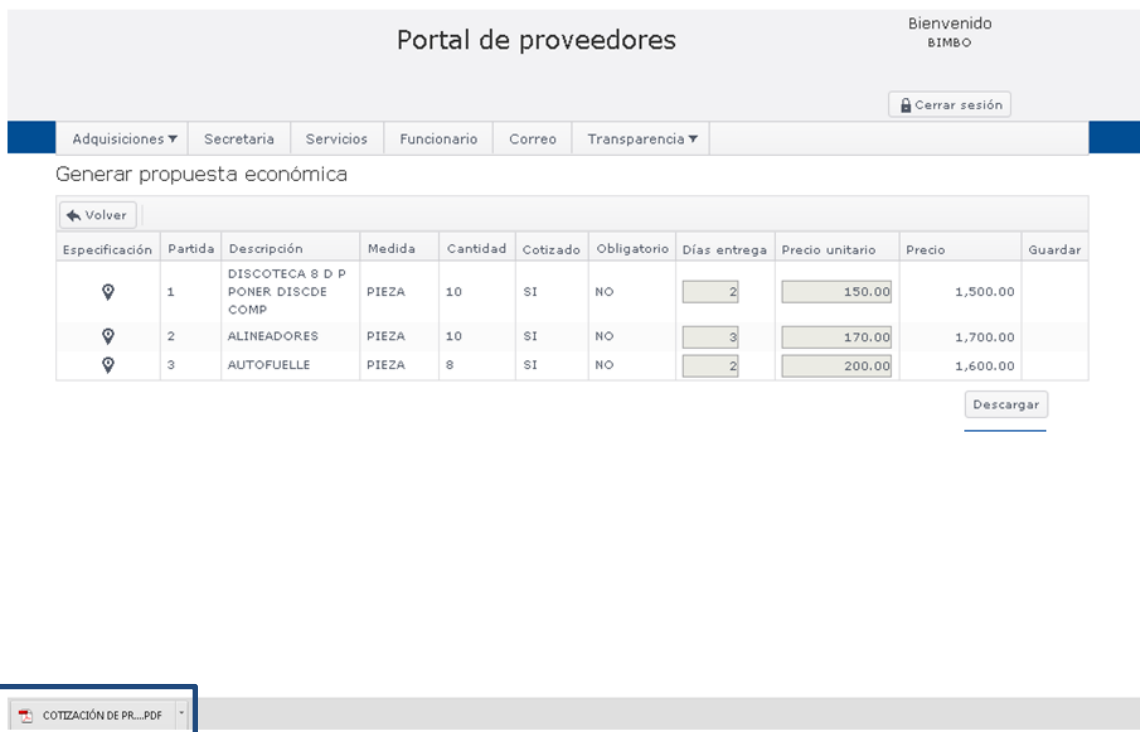 Portal de proveedores
Bienvenido
BIMBO
Cerrar sesión
Adquisiciones Secretaria Servicios Funcionario Correo Transparencia
Generar propuesta económica
Volver
Especificación Partida Descripción Medida Cantidad Cotizado Obligatorio Días entrega Precio unitario Precio Guardar
1 DISCOTECA 8 D P PONER DISCDE COMP PIEZA 10 SI NO 2 150.00 1,500.00
2 ALINEADORES PIEZA 10 SI NO 3 170.00 1,700.00
3 AUTOFUELLE PIEZA 8 SI NO 2 200.00 1,600.00
Descargar
COTIZACIÓN DE PR....PDF